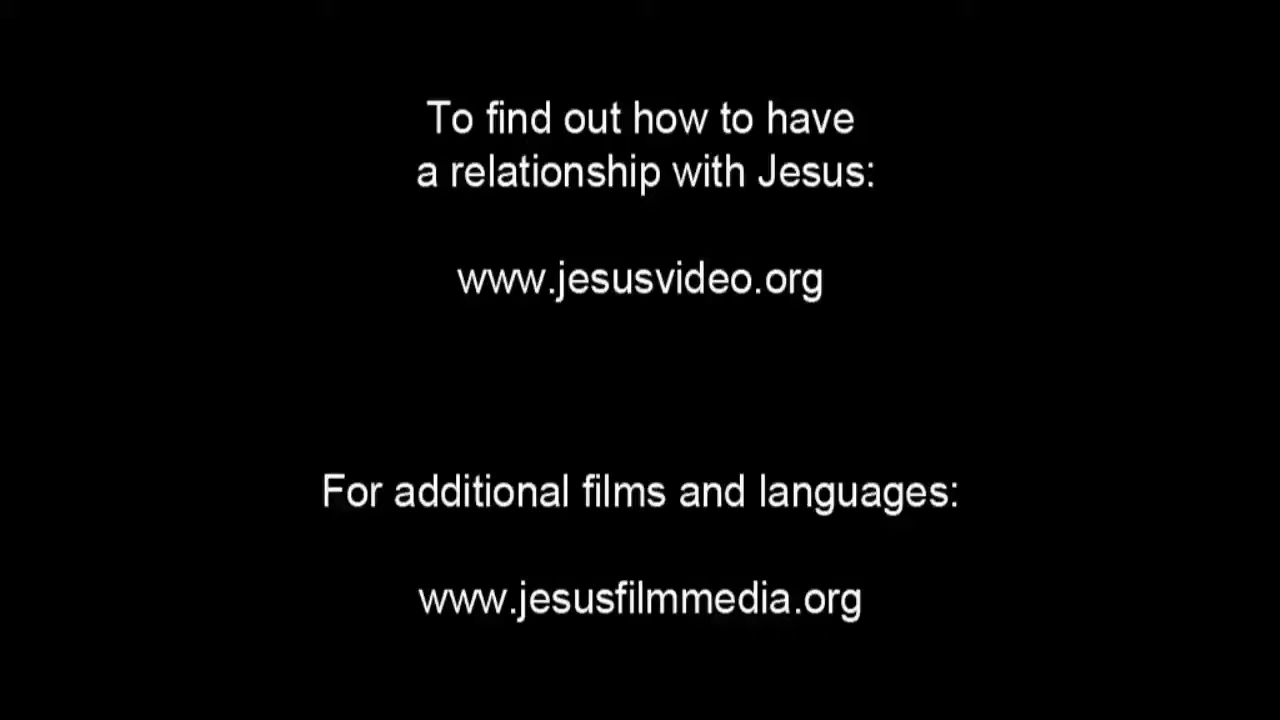 To find out how to have
a relationship with Jesus:
www.jesusvideo.org
For additional films and languages:
www.jesusfilmmedia.org